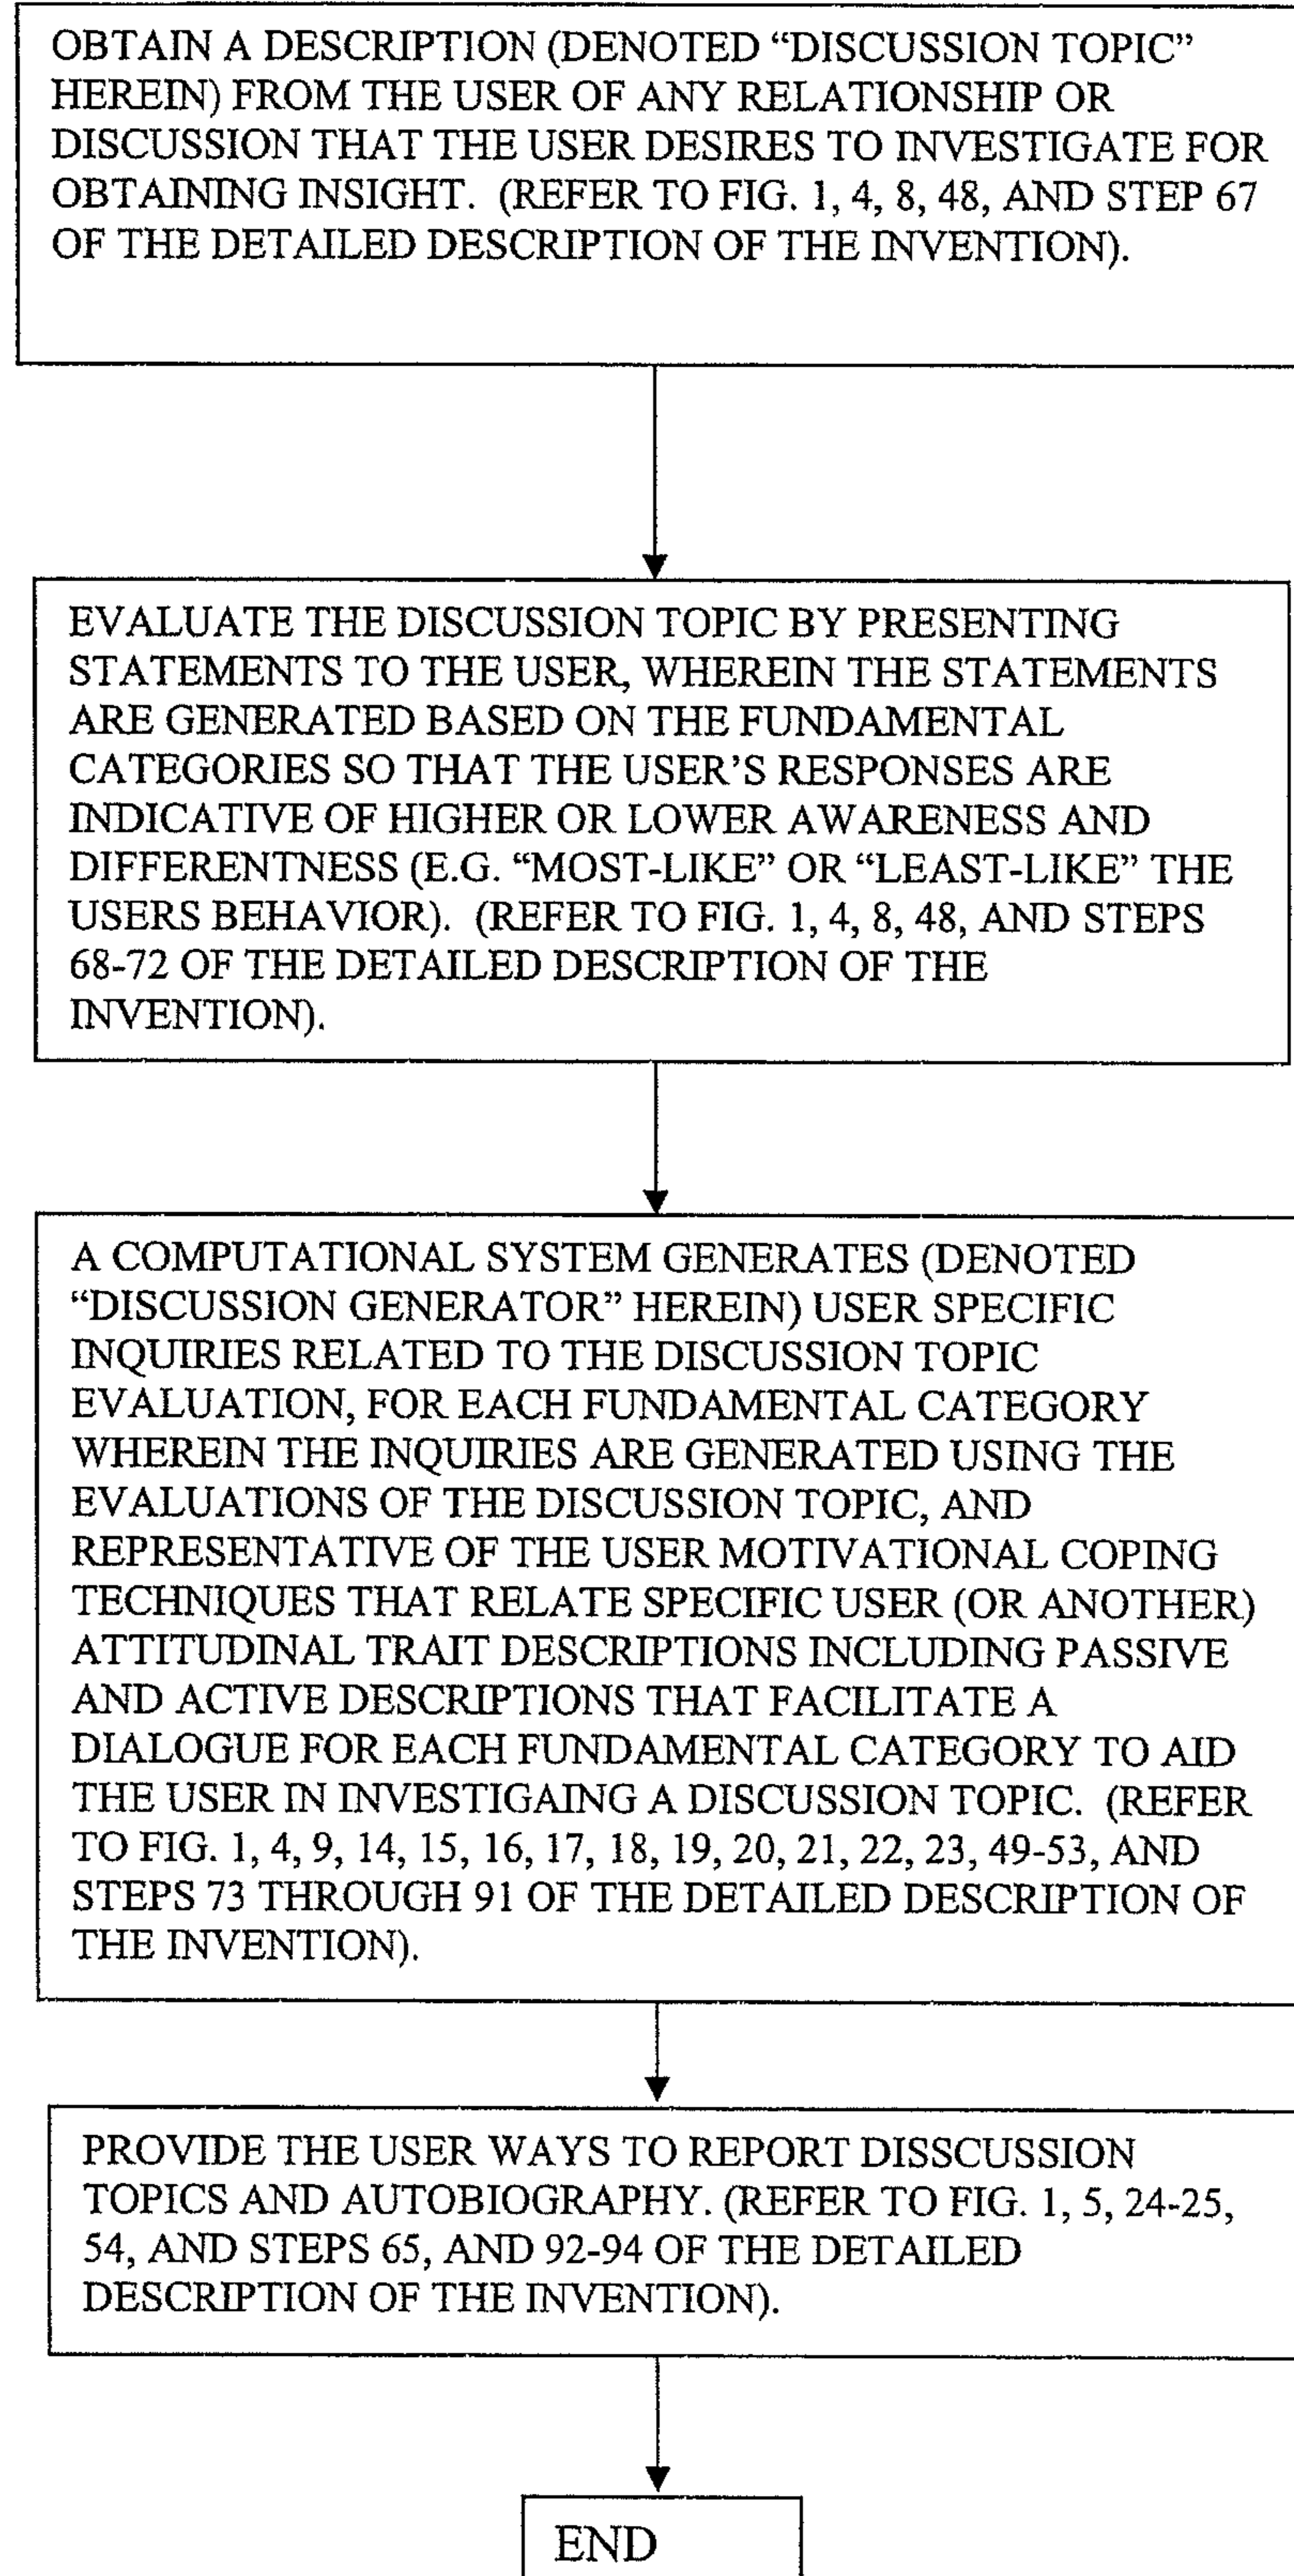 OBTAIN A DESCRIPTION (DENOTED “DISCUSSION TOPIC”
HEREIN) FROM THE USER OF ANY RELATIONSHIP OR
DISCUSSION THAT THE USER DESIRES TO INVESTIGATE FOR
OBTAINING INSIGHT. (REFER TO FIG. 1, 4, 8, 48, AND STEP 67
OF THE DETAILED DESCRIPTION OF THE INVENTION).
EVALUATE THE DISCUSSION TOPIC BY PRESENTING
STATEMENTS TO THE USER, WHEREIN THE STATEMENTS
ARE GENERATED BASED ON THE FUNDAMENTAL
CATEGORIES SO THAT THE USER’S RESPONSES ARE
INDICATIVE OF HIGHER OR LOWER AWARENESS AND
DIFFERENTNESS (E.G. “MOST-LIKE” OR “LEAST-LIKE” THE
USERS BEHAVIOR). (REFER TO FIG. 1, 4, 8, 48, AND STEPS
68-72 OF THE DETAILED DESCRIPTION OF THE
INVENTION).
A COMPUTATIONAL SYSTEM GENERATES (DENOTED
“DISCUSSION GENERATOR” HEREIN) USER SPECIFIC
INQUIRIES RELATED TO THE DISCUSSION TOPIC
EVALUATION, FOR EACH FUNDAMENTAL CATEGORY
WHEREIN THE INQUIRIES ARE GENERATED USING THE
EVALUATIONS OF THE DISCUSSION TOPIC, AND
REPRESENTATIVE OF THE USER MOTIVATIONAL COPING
TECHNIQUES THAT RELATE SPECIFIC USER (OR ANOTHER)
ATTITUDINAL TRAIT DESCRIPTIONS INCLUDING PASSIVE
AND ACTIVE DESCRIPTIONS THAT FACILITATE A
DIALOGUE FOR EACH FUNDAMENTAL CATEGORY TO AID
THE USER IN INVESTIGAING A DISCUSSION TOPIC. (REFER
TO FIG. 1, 4, 9, 14, 15, 16, 17, 18, 19, 20, 21, 22, 23, 49-53, AND
STEPS 73 THROUGH 91 OF THE DETAILED DESCRIPTION OF
THE INVENTION).
PROVIDE THE USER WAYS TO REPORT DISSCUSSION
TOPICS AND AUTOBIOGRAPHY. (REFER TO FIG. 1, 5, 24-25,
54, AND STEPS 65, AND 92-94 OF THE DETAILED
DESCRIPTION OF THE INVENTION).
END